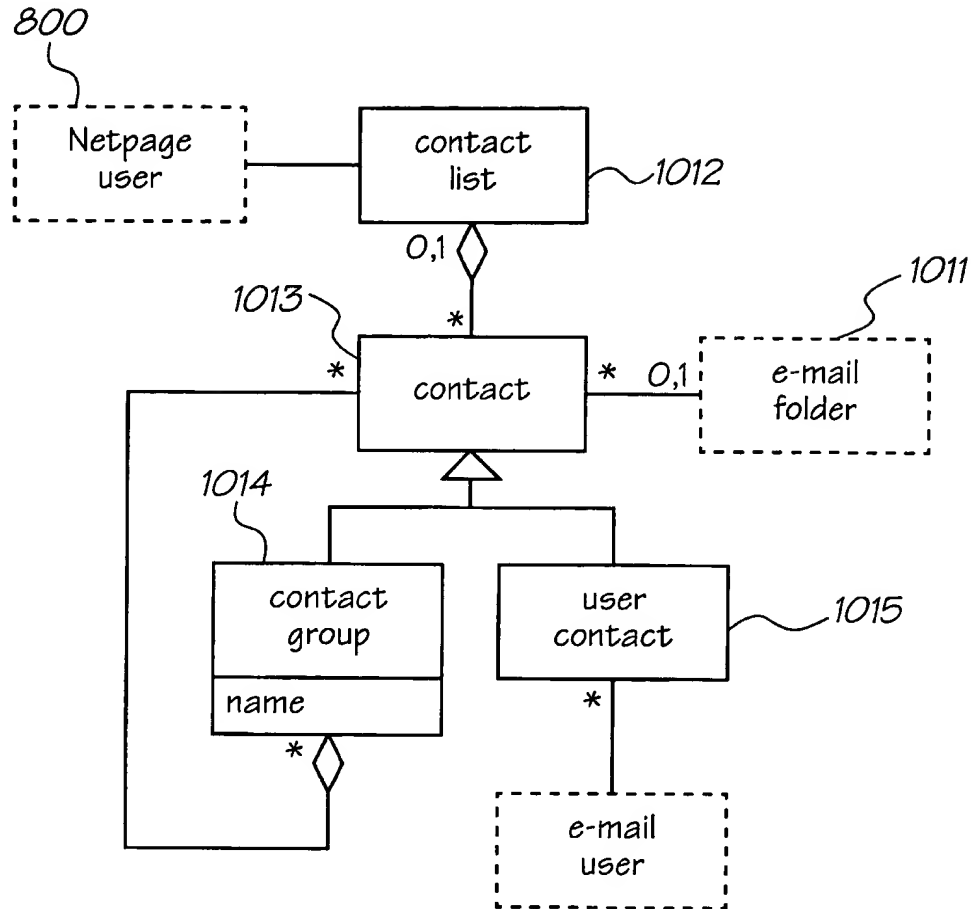 800
Netpage
user
contact
list
1012
0,1
*
1013
1011
*
contact
*
0,1
e-mail
folder
1014
contact
group
name
*
user
contact
1015
*
e-mail
user